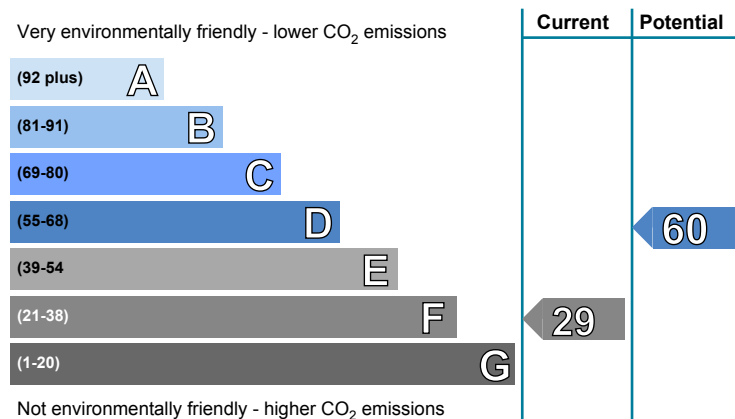 Very environmentally friendly - lower CO₂ emissions
Current
Potential
(92 plus) A
(81-91) B
(69-80) C
(55-68) D
60
(39-54 E
(21-38) F
29
(1-20) G
Not environmentally friendly - higher CO₂ emissions